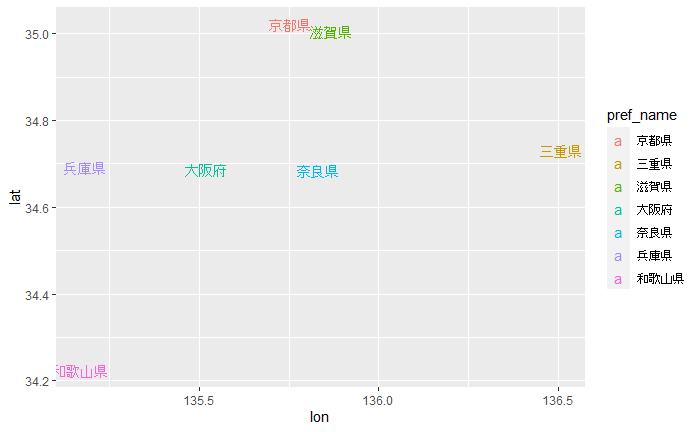 京都県
滋賀県
三重県
兵庫県
大阪府
奈良県
和歌山県
35.0
34.8
34.6
34.4
34.2
lat
135.5
136.0
136.5
lon
pref_name
a 京都県
a 三重県
a 滋賀県
a 大阪府
a 奈良県
a 兵庫県
a 和歌山県